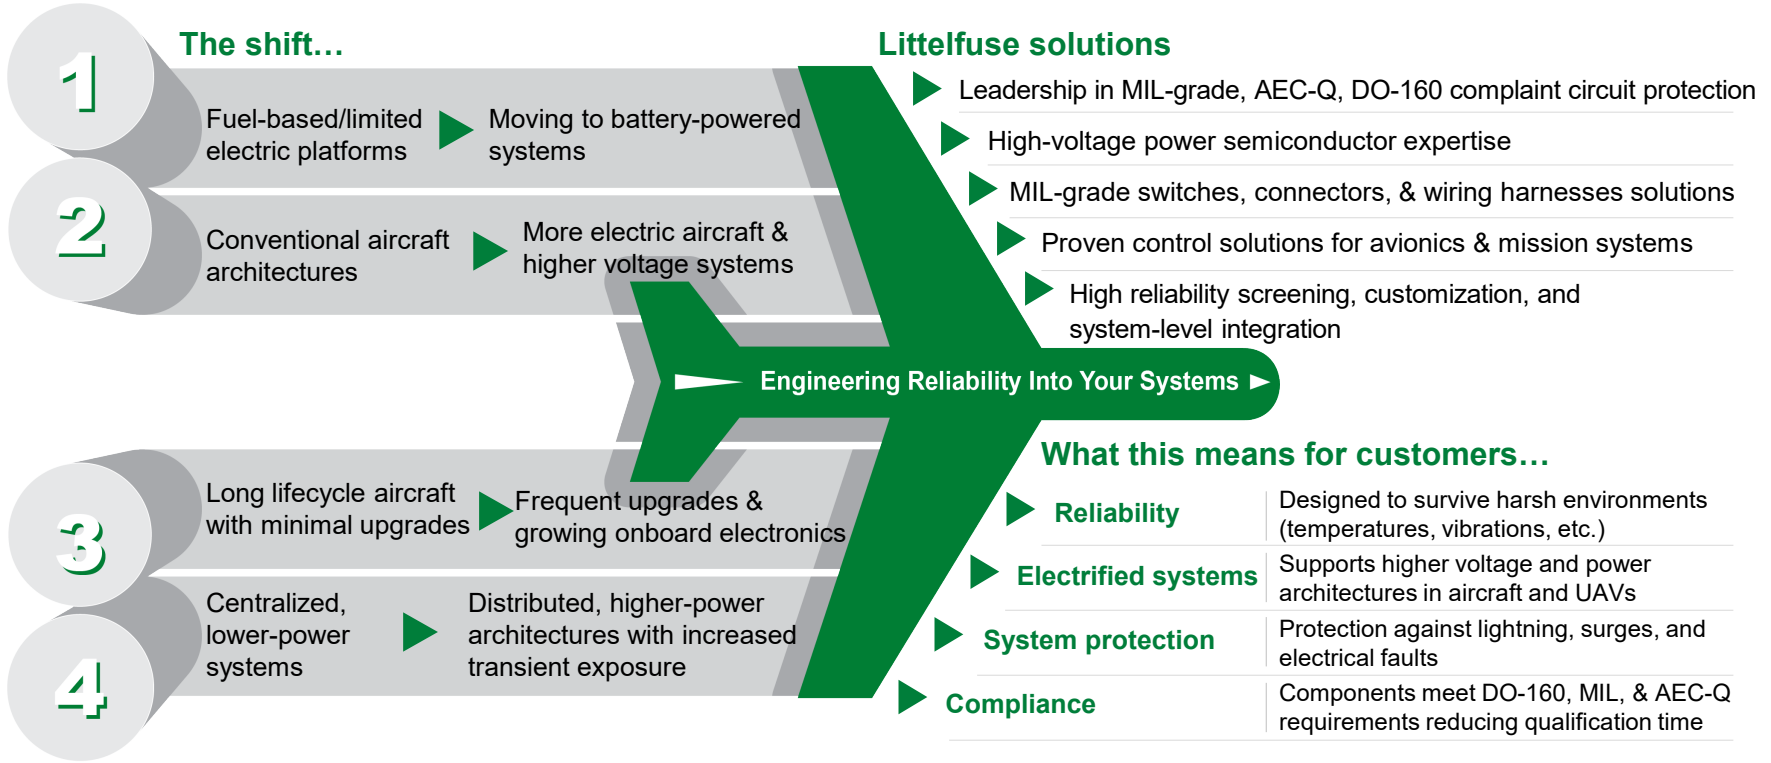 1
The shift…
Fuel-based/limited
electric platforms
Moving to battery-powered
systems
2
Conventional aircraft
architectures
More electric aircraft &
higher voltage systems
3
Long lifecycle aircraft
with minimal upgrades
Frequent upgrades &
growing onboard electronics
4
Centralized,
lower-power
systems
Distributed, higher-power
architectures with increased
transient exposure
Engineering Reliability Into Your Systems
Littelfuse solutions
Leadership in MIL-grade, AEC-Q, DO-160 complaint circuit protection
High-voltage power semiconductor expertise
MIL-grade switches, connectors, & wiring harnesses solutions
Proven control solutions for avionics & mission systems
High reliability screening, customization, and
system-level integration
What this means for customers…
Reliability
Designed to survive harsh environments
(temperatures, vibrations, etc.)
Electrified systems
Supports higher voltage and power
architectures in aircraft and UAVs
System protection
Protection against lightning, surges, and
electrical faults
Compliance
Components meet DO-160, MIL, & AEC-Q
requirements reducing qualification time